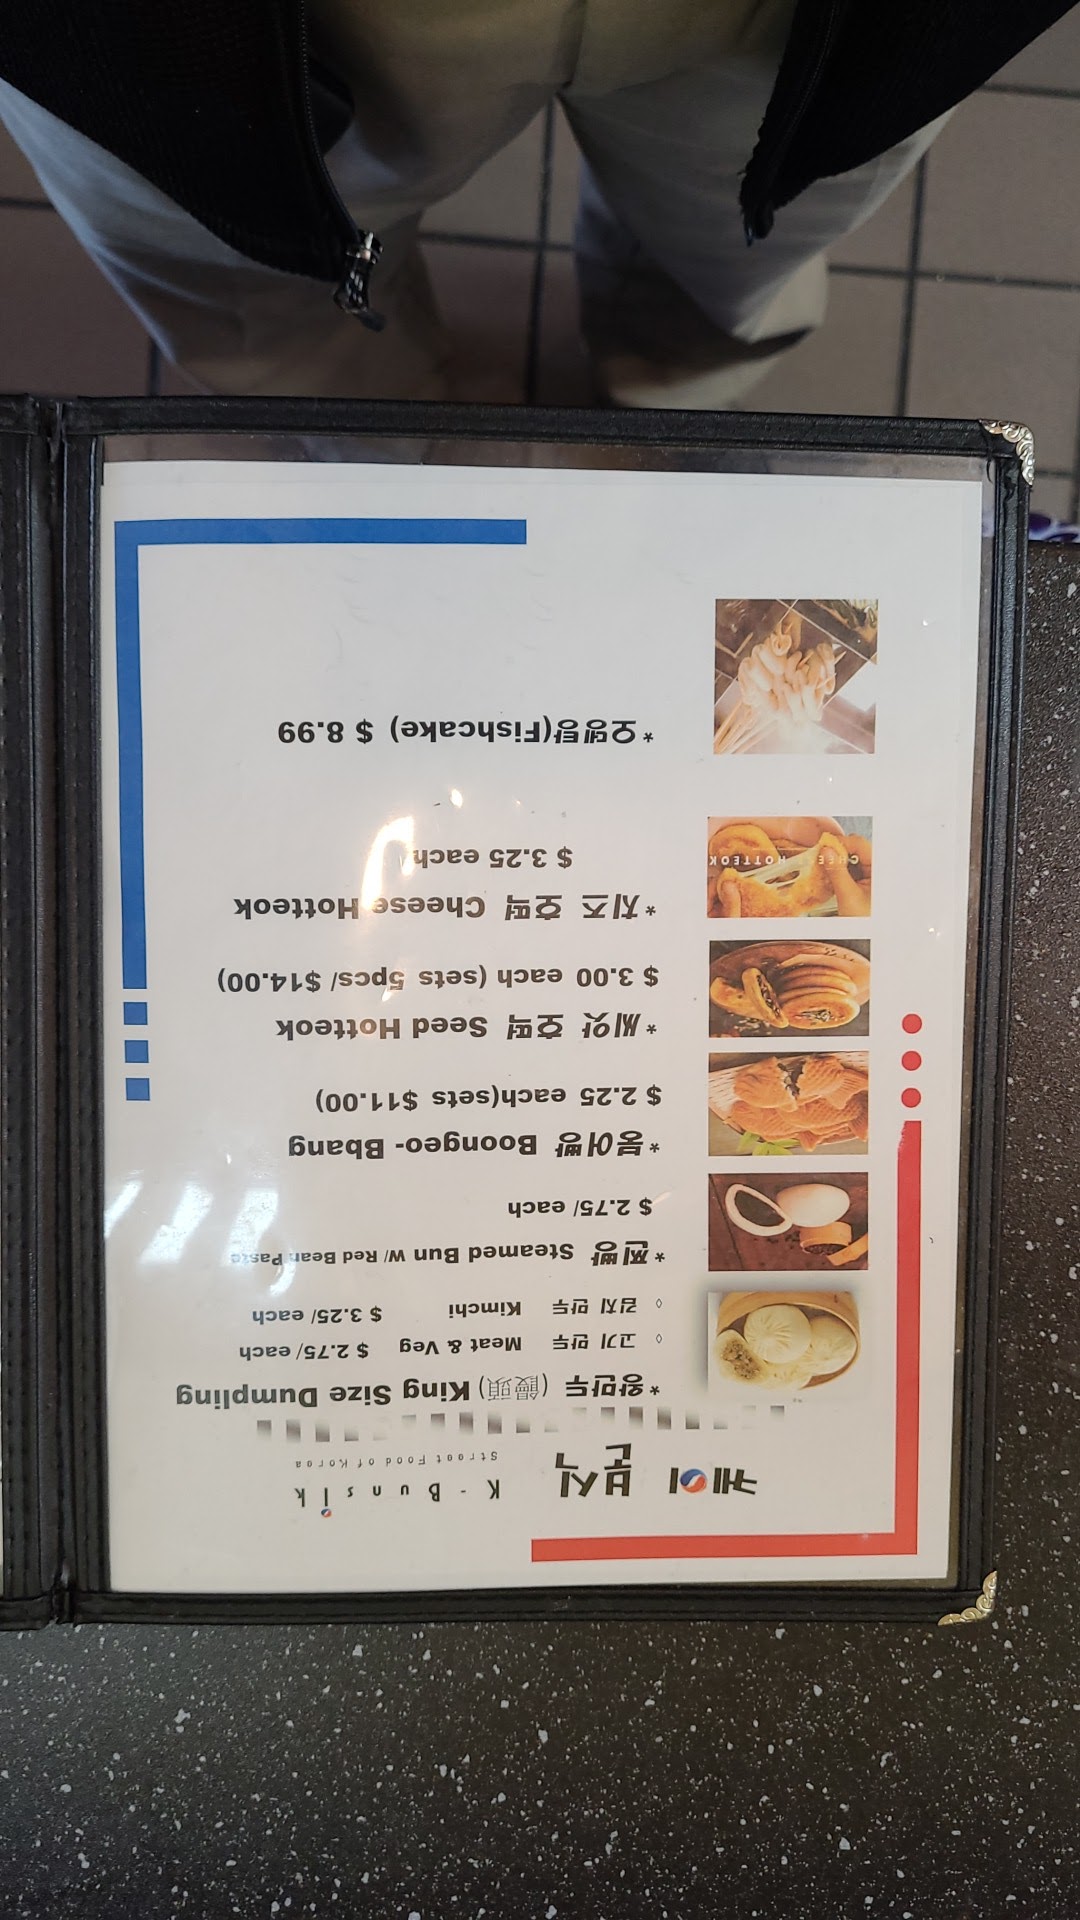 케이 분식 K - Bunsik
Street Food of Korea
*왕만두 (饅頭) King Size Dumpling
◊ 고기 만두 Meat & Veg $ 2.75/ each
◊ 김치 만두 Kimchi $ 3.25/ each
*찐빵 Steamed Bun W/ Red Bean Paste
$ 2.75/ each
*붕어빵 Boongeo- Bbang
$ 2.25 each(sets $11.00)
*씨앗 호떡 Seed Hotteok
$ 3.00 each (sets 5pcs/ $14.00)
*치즈 호떡 Cheese Hotteok
$ 3.25 each
CHEESE HOTTEOK
*오뎅탕(Fishcake) $ 8.99